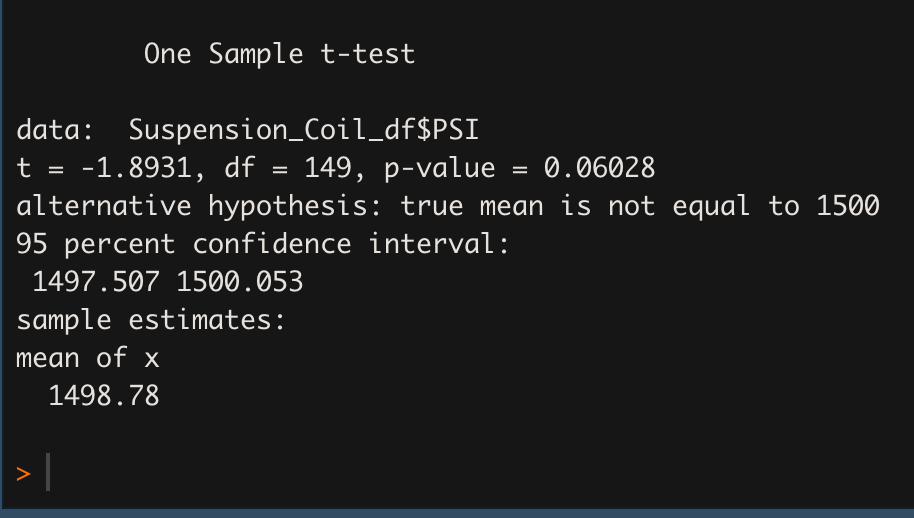 One Sample t-test
data:  Suspension_Coil_df$PSI
t = -1.8931, df = 149, p-value = 0.06028
alternative hypothesis: true mean is not equal to 1500
95 percent confidence interval:
 1497.507 1500.053
sample estimates:
mean of x
  1498.78
>